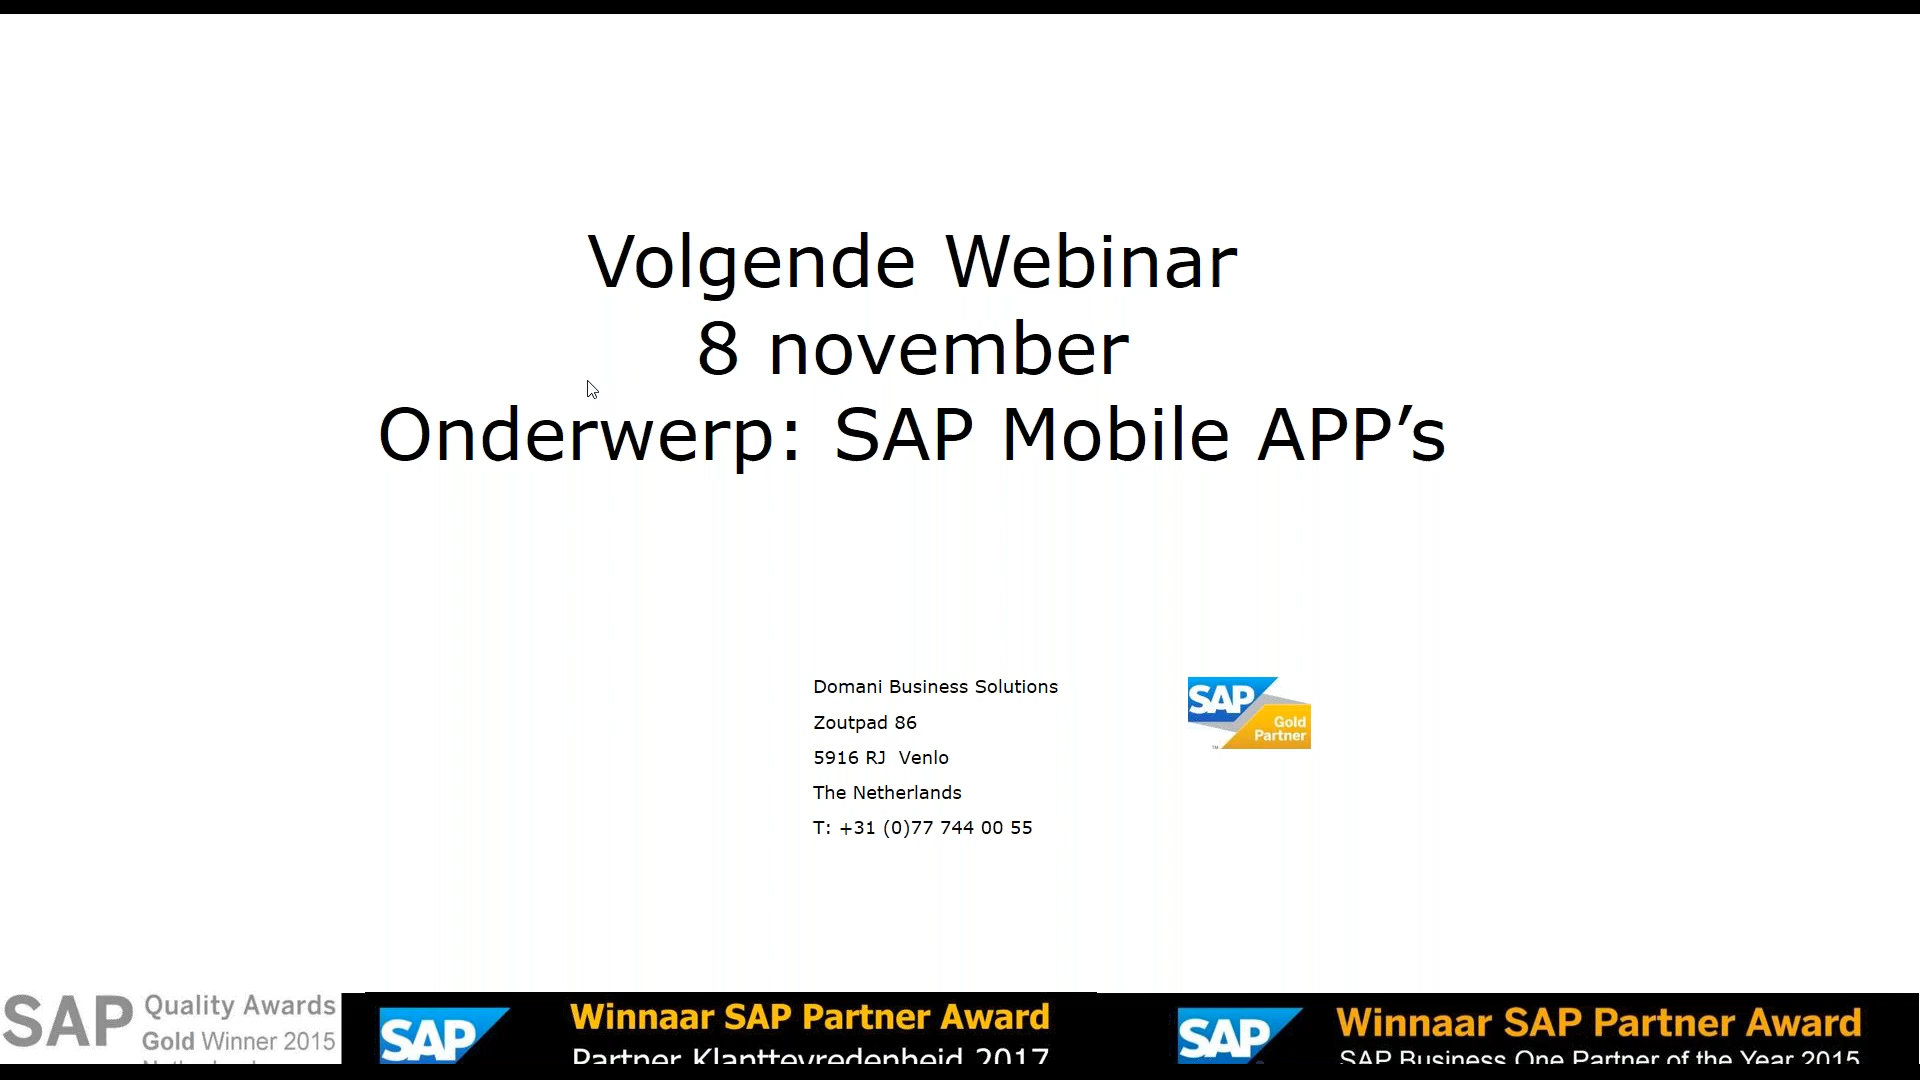 Volgende Webinar
8 november
Onderwerp: SAP Mobile APP’s
Domani Business Solutions
Zoutpad 86
5916 RJ  Venlo
The Netherlands
T: +31 (0)77 744 00 55
SAP
Gold
Partner
TM
SAP
Quality Awards
Gold Winner 2015
SAP
Winnaar SAP Partner Award
Partner Klanttevredenheid 2017
SAP
Winnaar SAP Partner Award
SAP Business One Partner of the Year 2015